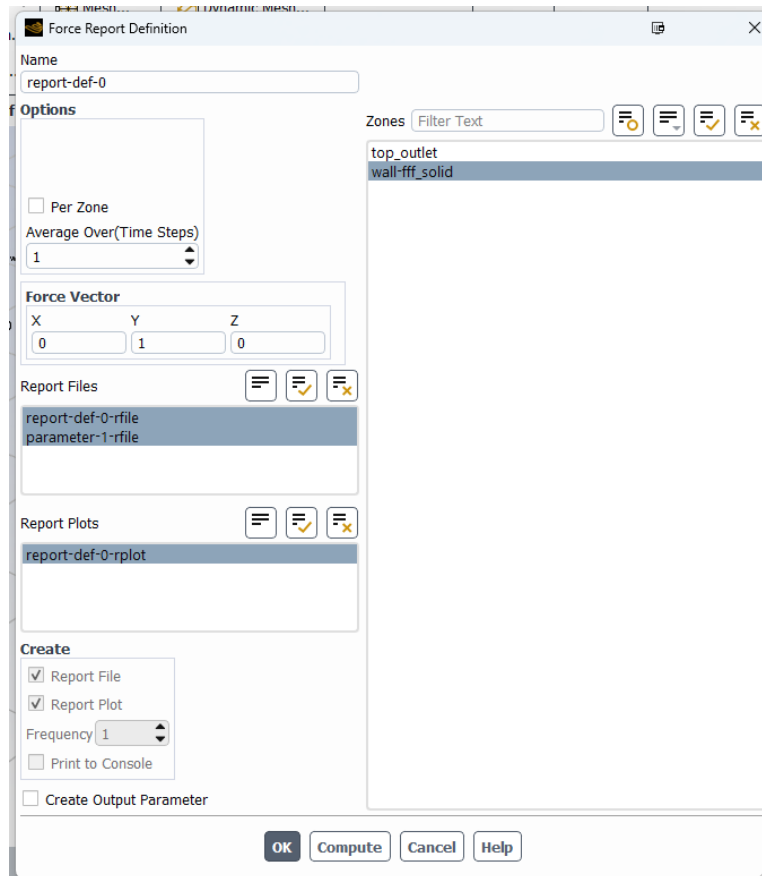 Mesh...
Dynamic Mesh...
Force Report Definition
Name
report-def-0
Options
Per Zone
Average Over(Time Steps)
1
Force Vector
X Y Z
0 1 0
Report Files
report-def-0-rfile
parameter-1-rfile
Report Plots
report-def-0-rplot
Create
Report File
Report Plot
Frequency 1
Print to Console
Create Output Parameter
Zones Filter Text
top_outlet
wall-fff_solid
OK Compute Cancel Help